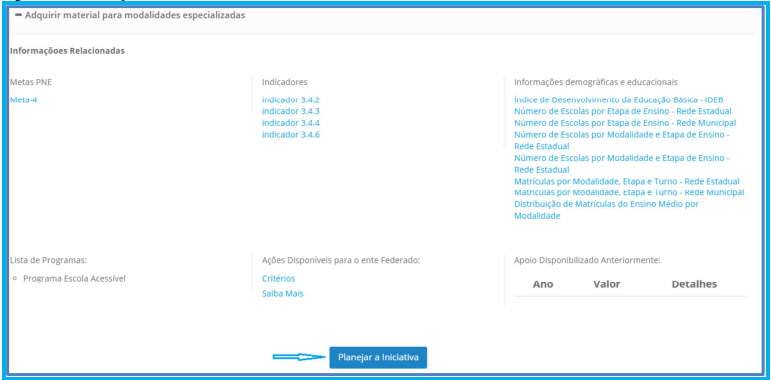 Adquirir material para modalidades especializadas
Informaçõoes Relacionadas
Metas PNE
Meta-4
Indicadores
indicador 3.4.2
indicador 3.4.3
indicador 3.4.4
indicador 3.4.6
Informações demográficas e educacionais
Índice de Desenvolvimento da Educação Básica - IDEB
Número de Escolas por Etapa de Ensino - Rede Estadual
Número de Escolas por Etapa de Ensino - Rede Municipal
Número de Escolas por Modalidade e Etapa de Ensino -
Rede Estadual
Número de Escolas por Modalidade e Etapa de Ensino -
Rede Estadual
Matrículas por Modalidade, Etapa e Turno - Rede Estadual
Matrículas por Modalidade, Etapa e Turno - Rede Municipal
Distribuição de Matrículas do Ensino Médio por
Modalidade
Lista de Programas:
Programa Escola Acessível
Ações Disponíveis para o ente Federado:
Critérios
Saiba Mais
Apoio Disponibilizado Anteriormente:
Ano Valor Detalhes
Planejar a Iniciativa